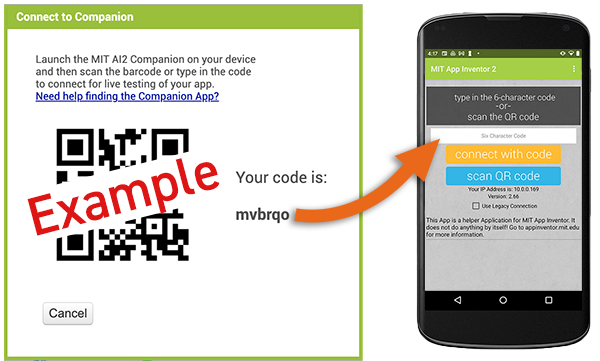 Connect to Companion
Launch the MIT AI2 Companion on your device
and then scan the barcode or type in the code
to connect for live testing of your app.
Need help finding the Companion App?
Example
Your code is:
mvbrqo
Cancel
4:17
MIT App Inventor 2
type in the 6-character code
-or-
scan the QR code
Six Character Code
connect with code
scan QR code
Your IP Address is: 10.0.0.169
Version: 2.66
Use Legacy Connection
This App is a helper Application for MIT App Inventor. It
does not do anything by itself! Go to appinventor.mit.edu
for more information.